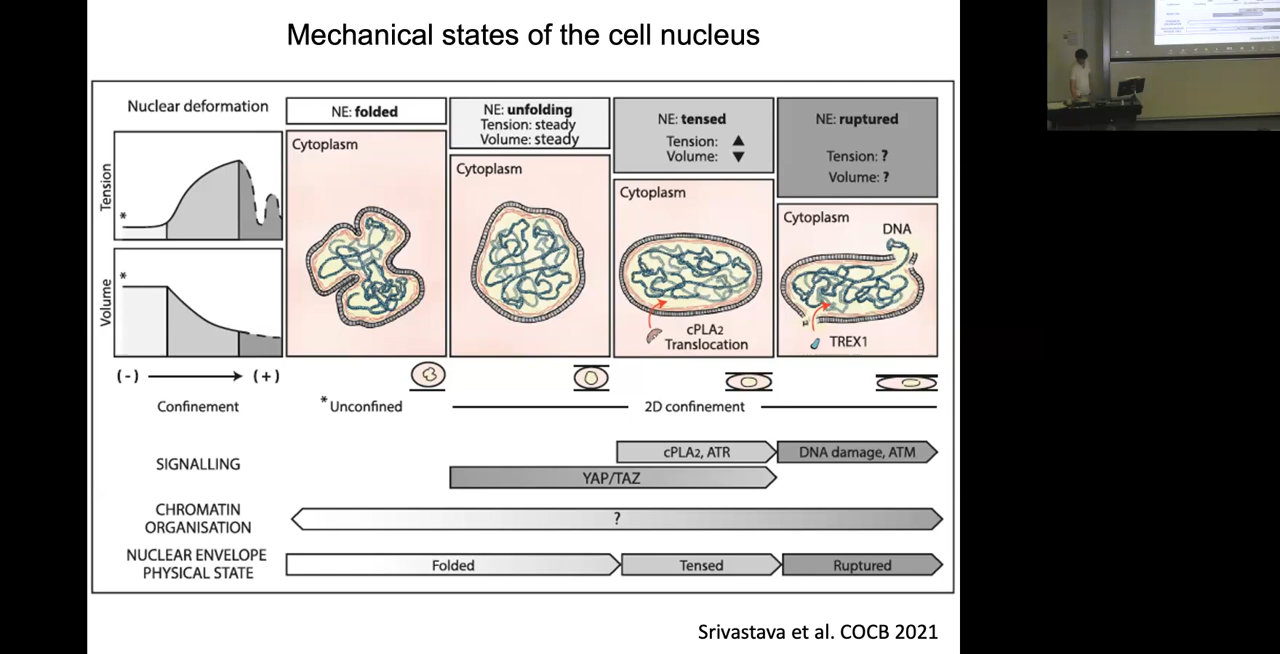 Mechanical states of the cell nucleus
Nuclear deformation
NE: folded
NE: unfolding
Tension: steady
Volume: steady
NE: tensed
Tension: ▲
Volume: ▼
NE: ruptured
Tension: ?
Volume: ?
Tension
*
Volume
*
Cytoplasm
Cytoplasm
Cytoplasm
cPLA2
Translocation
Cytoplasm
DNA
TREX1
(-) (+)
Confinement
*Unconfined
2D confinement
SIGNALLING
cPLA2, ATR
DNA damage, ATM
YAP/TAZ
CHROMATIN
ORGANISATION
?
NUCLEAR ENVELOPE
PHYSICAL STATE
Folded
Tensed
Ruptured
Srivastava et al. COCB 2021